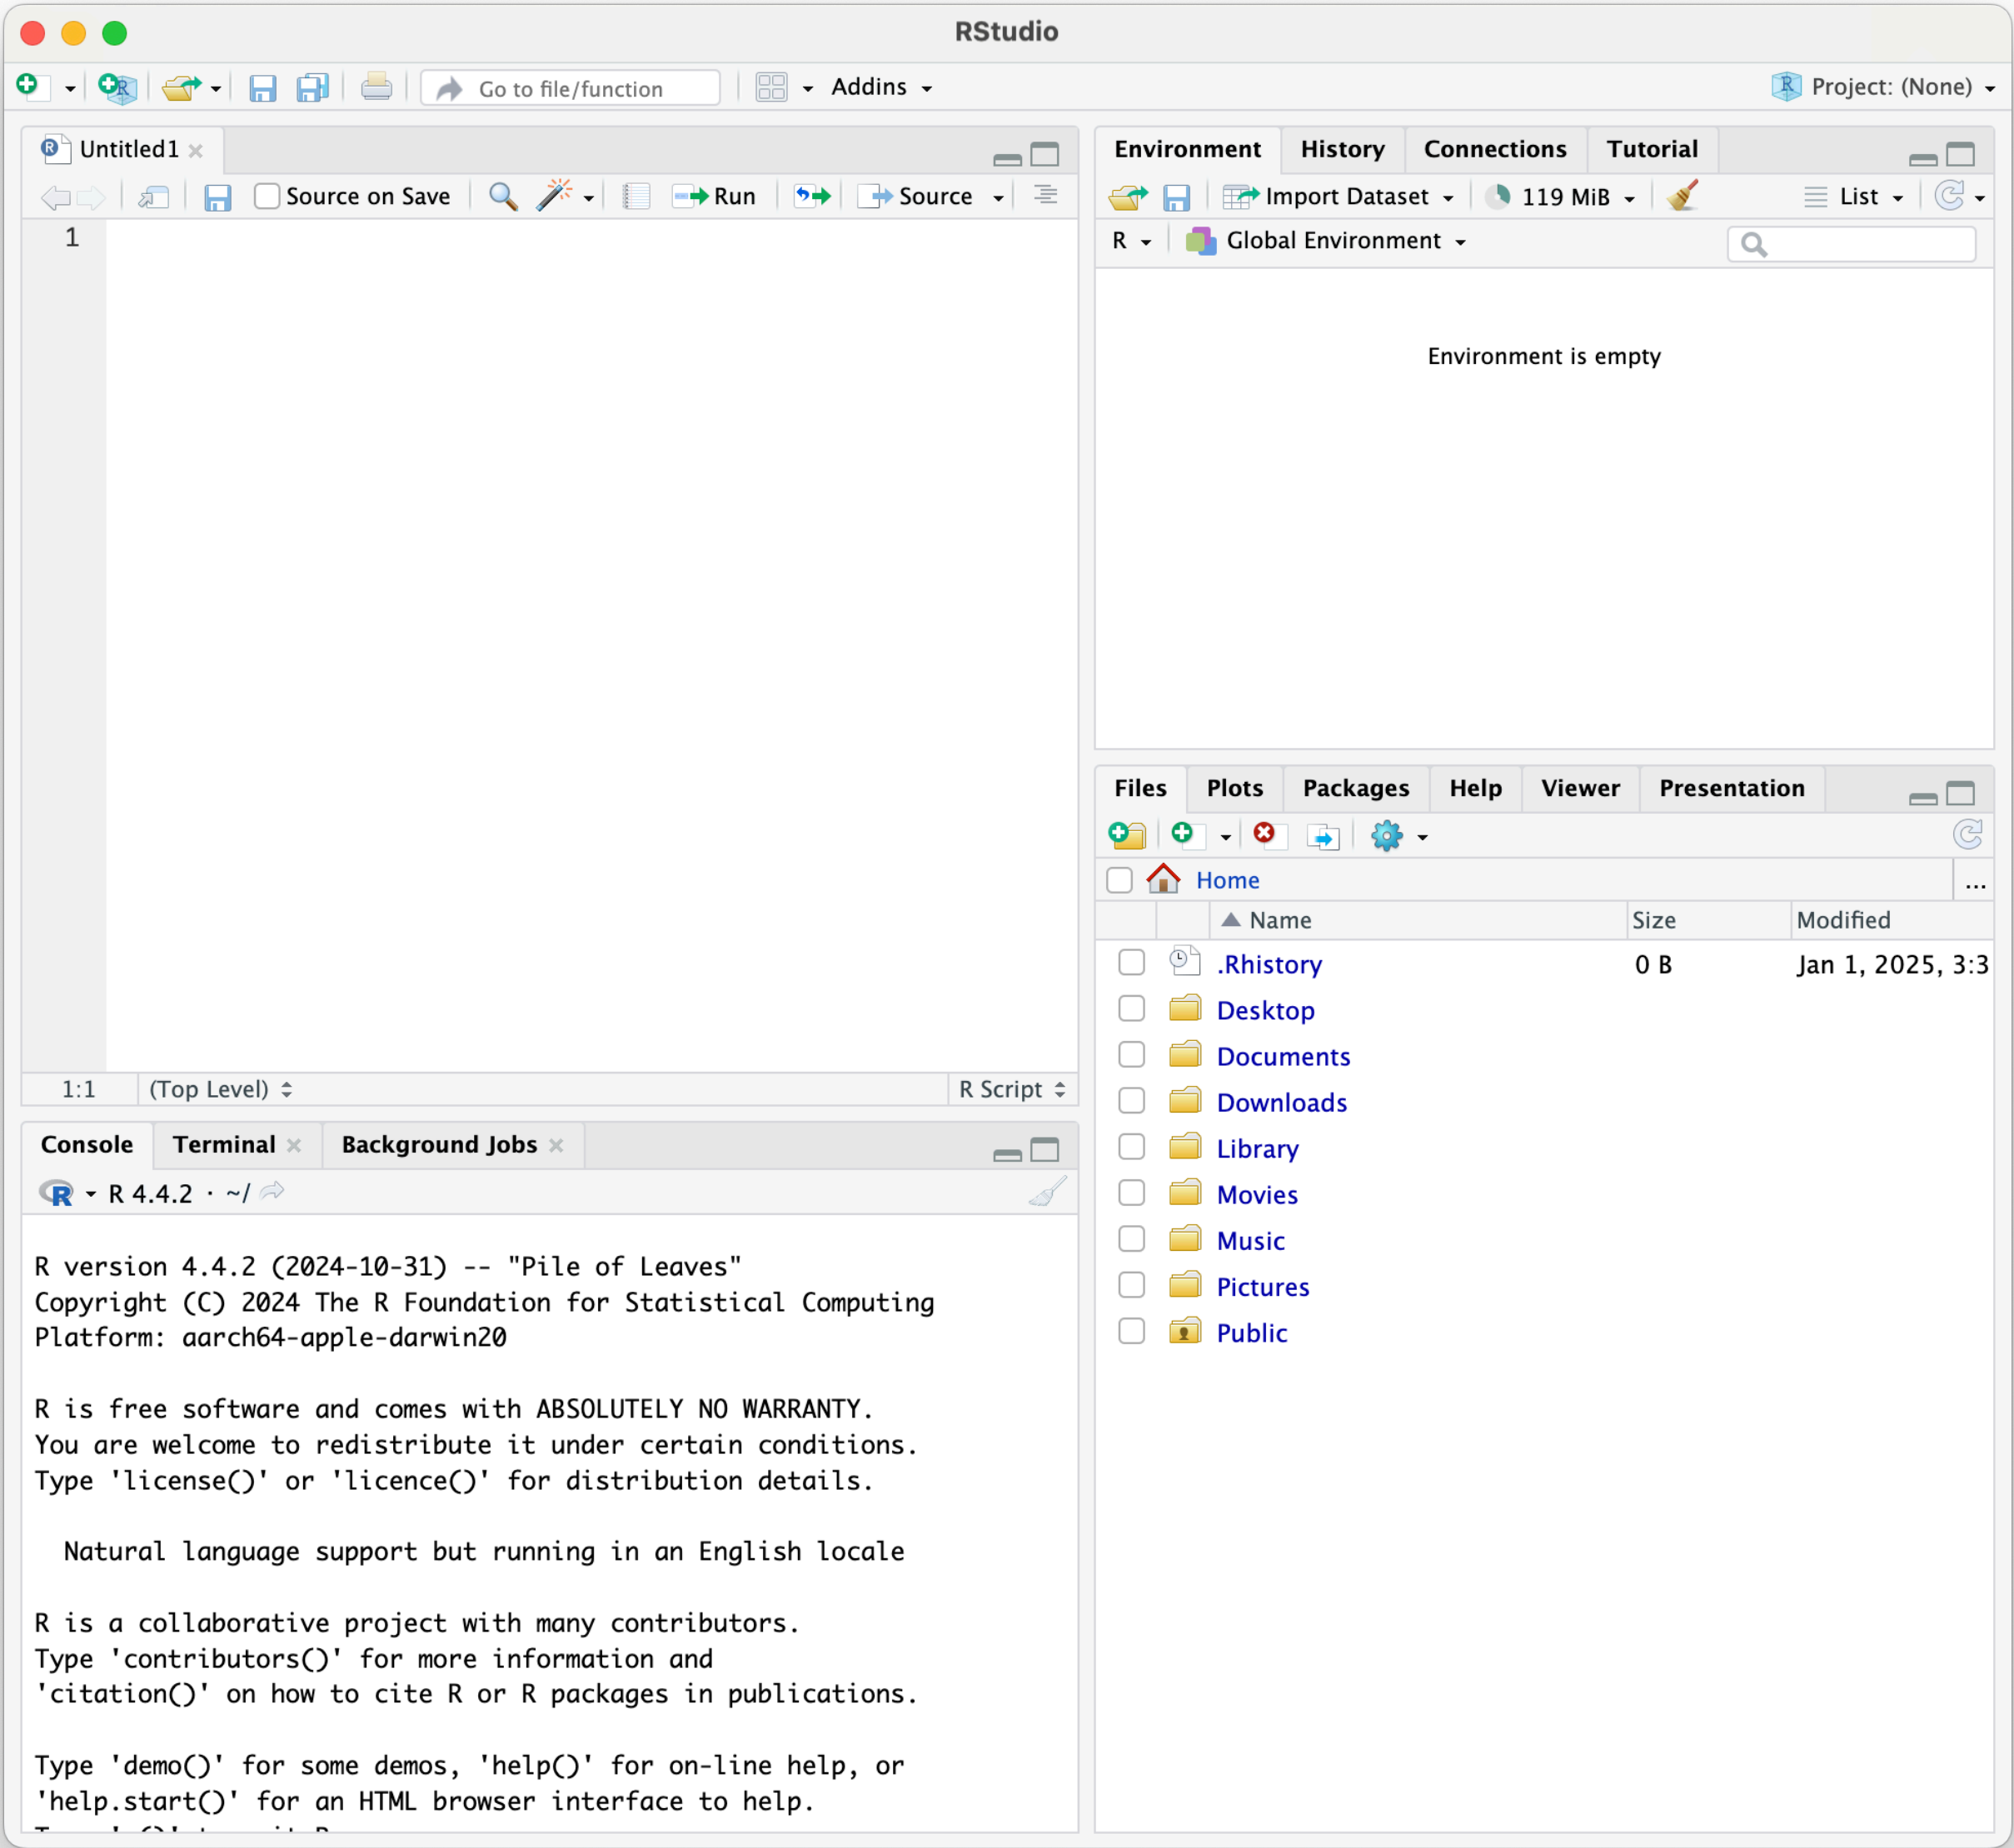 RStudio
Go to file/function
Addins
Project: (None)
Untitled1
Source on Save
Run
Source
1
1:1
(Top Level)
R Script
Console
Terminal
Background Jobs
R 4.4.2 · ~/
R version 4.4.2 (2024-10-31) -- "Pile of Leaves"
Copyright (C) 2024 The R Foundation for Statistical Computing
Platform: aarch64-apple-darwin20
R is free software and comes with ABSOLUTELY NO WARRANTY.
You are welcome to redistribute it under certain conditions.
Type 'license()' or 'licence()' for distribution details.
Natural language support but running in an English locale
R is a collaborative project with many contributors.
Type 'contributors()' for more information and
'citation()' on how to cite R or R packages in publications.
Type 'demo()' for some demos, 'help()' for on-line help, or
'help.start()' for an HTML browser interface to help.
Environment
History
Connections
Tutorial
Import Dataset
119 MiB
List
R
Global Environment
Environment is empty
Files
Plots
Packages
Help
Viewer
Presentation
Home
...
Name Size Modified
.Rhistory 0 B Jan 1, 2025, 3:3
Desktop
Documents
Downloads
Library
Movies
Music
Pictures
Public